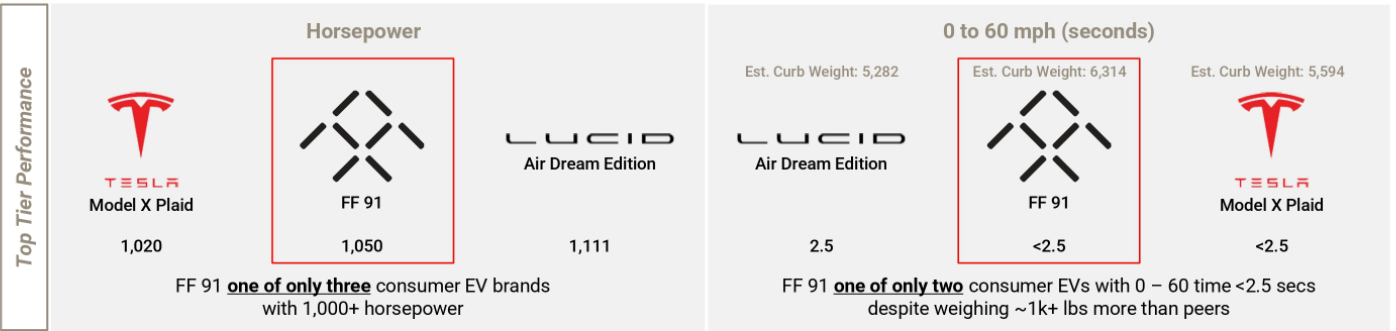 Top Tier Performance
Horsepower
TESLA
Model X Plaid
1,020
FF 91
1,050
LUCID
Air Dream Edition
1,111
FF 91 one of only three consumer EV brands
with 1,000+ horsepower
0 to 60 mph (seconds)
Est. Curb Weight: 5,282
LUCID
Air Dream Edition
2.5
Est. Curb Weight: 6,314
FF 91
<2.5
Est. Curb Weight: 5,594
TESLA
Model X Plaid
<2.5
FF 91 one of only two consumer EVs with 0 – 60 time <2.5 secs
despite weighing ~1k+ lbs more than peers